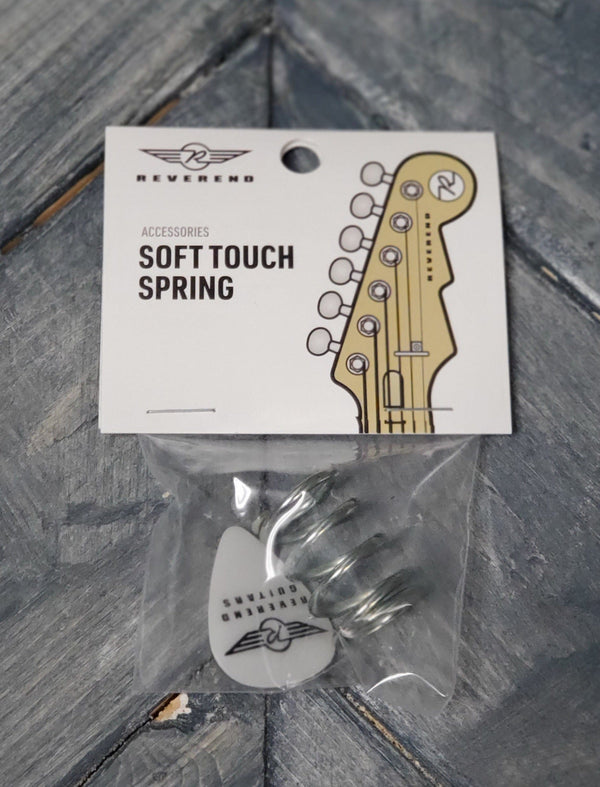 R
REVEREND
ACCESSORIES
SOFT TOUCH
SPRING
R
REVEREND
REVEREND
GUITARS
R